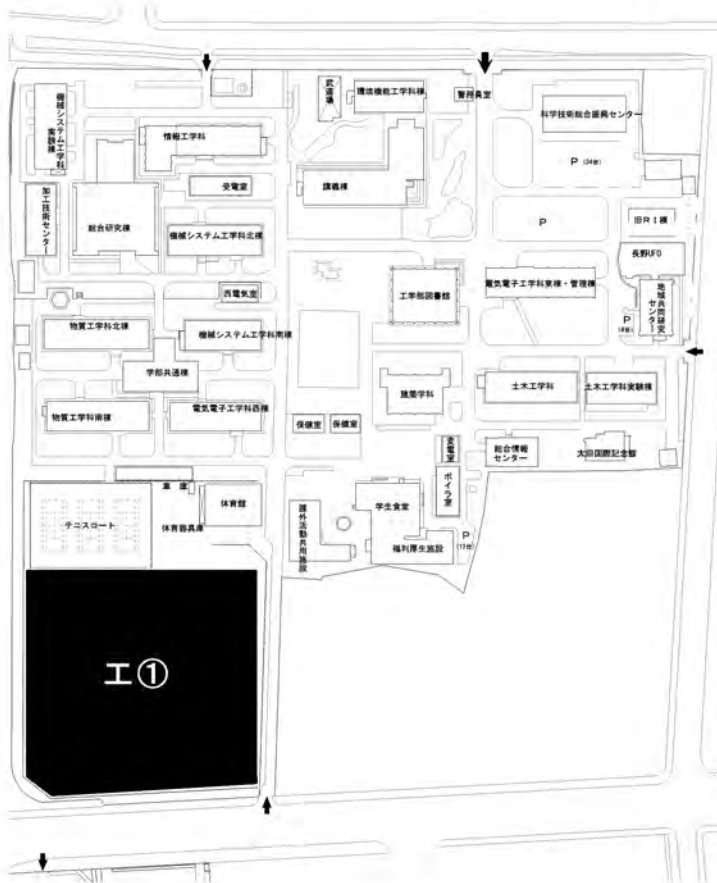 機械システム工学科
実験棟
情報工学科
受電室
加工技術センター
総合研究棟
機械システム工学科北棟
西電気室
物質工学科北棟
機械システム工学科南棟
学部共通棟
物質工学科南棟
電気電子工学科西棟
車庫
テニスコート
体育館
体育器具庫
工①
武道場
環境機能工学科棟
講義棟
警務員室
科学技術総合振興センター
P (34台)
P
旧RI棟
長野UFO
地域共同研究
センター
P
(8台)
工学部図書館
電気電子工学科東棟・管理棟
建築学科
土木工学科
土木工学科実験棟
保健室
保健室
変電室
ボイラ室
総合情報
センター
太田国際記念館
課外活動共用施設
学生食堂
福利厚生施設
P
(12台)